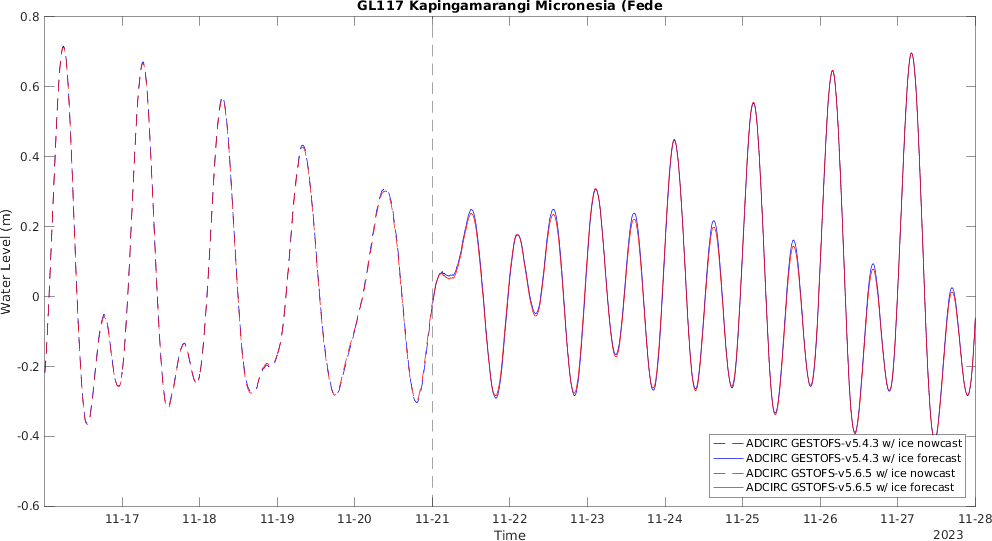 GL117 Kapingamarangi Micronesia (Fede
Water Level (m)
0.8
0.6
0.4
0.2
0
-0.2
-0.4
-0.6
ADCIRC GESTOFS-v5.4.3 w/ ice nowcast
ADCIRC GESTOFS-v5.4.3 w/ ice forecast
ADCIRC GSTOFS-v5.6.5 w/ ice nowcast
ADCIRC GSTOFS-v5.6.5 w/ ice forecast
11-17 11-18 11-19 11-20 11-21 11-22 11-23 11-24 11-25 11-26 11-27 11-28
Time
2023